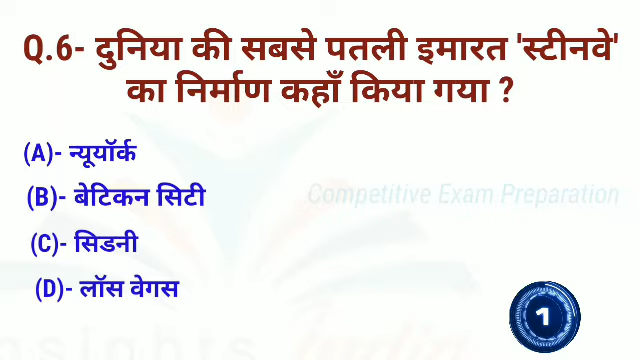 Q.6- दुनिया की सबसे पतली इमारत 'स्टीनवे'
का निर्माण कहाँ किया गया ?
(A)- न्यूयॉर्क
(B)- बेटिकन सिटी
Competitive Exam Preparation
(C)- सिडनी
(D)- लॉस वेगस
1